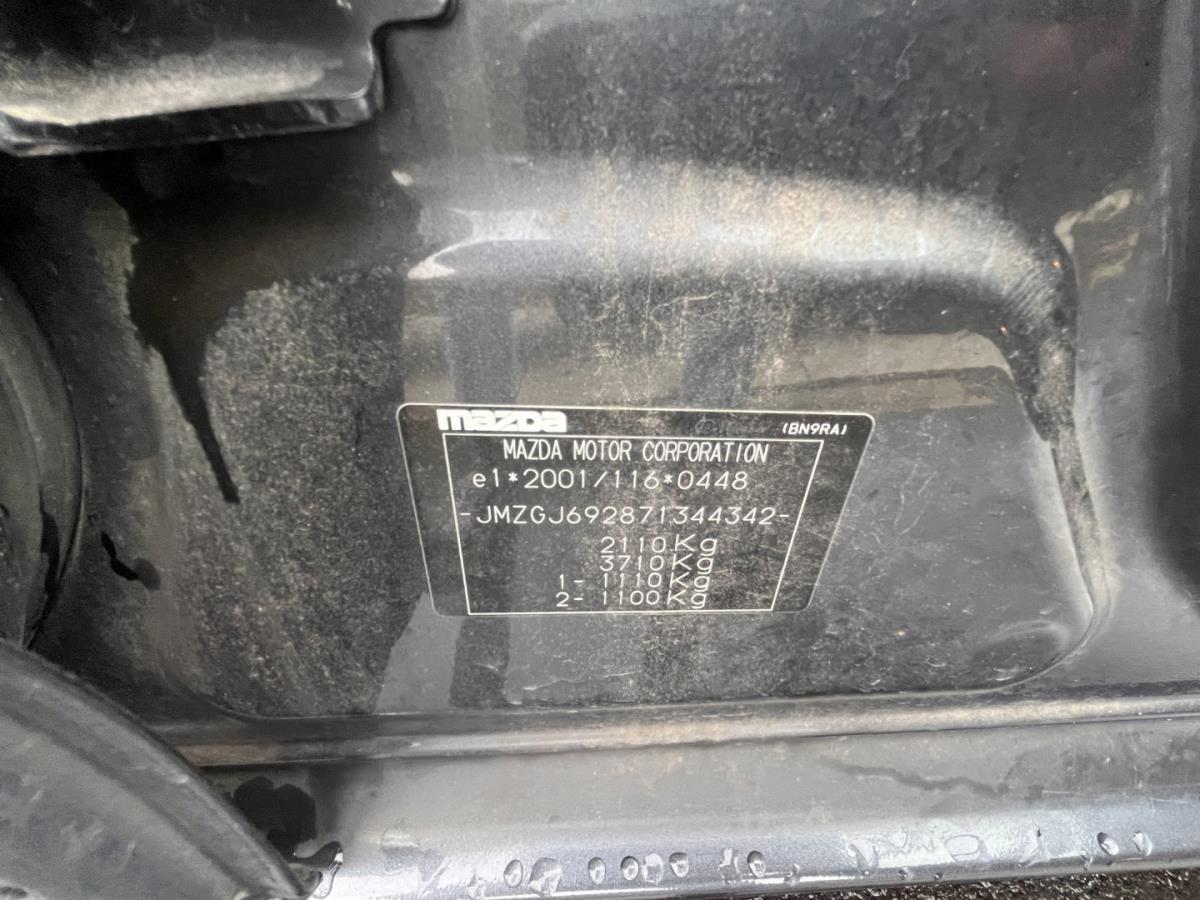 mazda (BN9RA)
MAZDA MOTOR CORPORATION
e1*2001/116*0448
-JMZGJ692871344342-
2110Kg
3710Kg
1- 1110Kg
2- 1100Kg